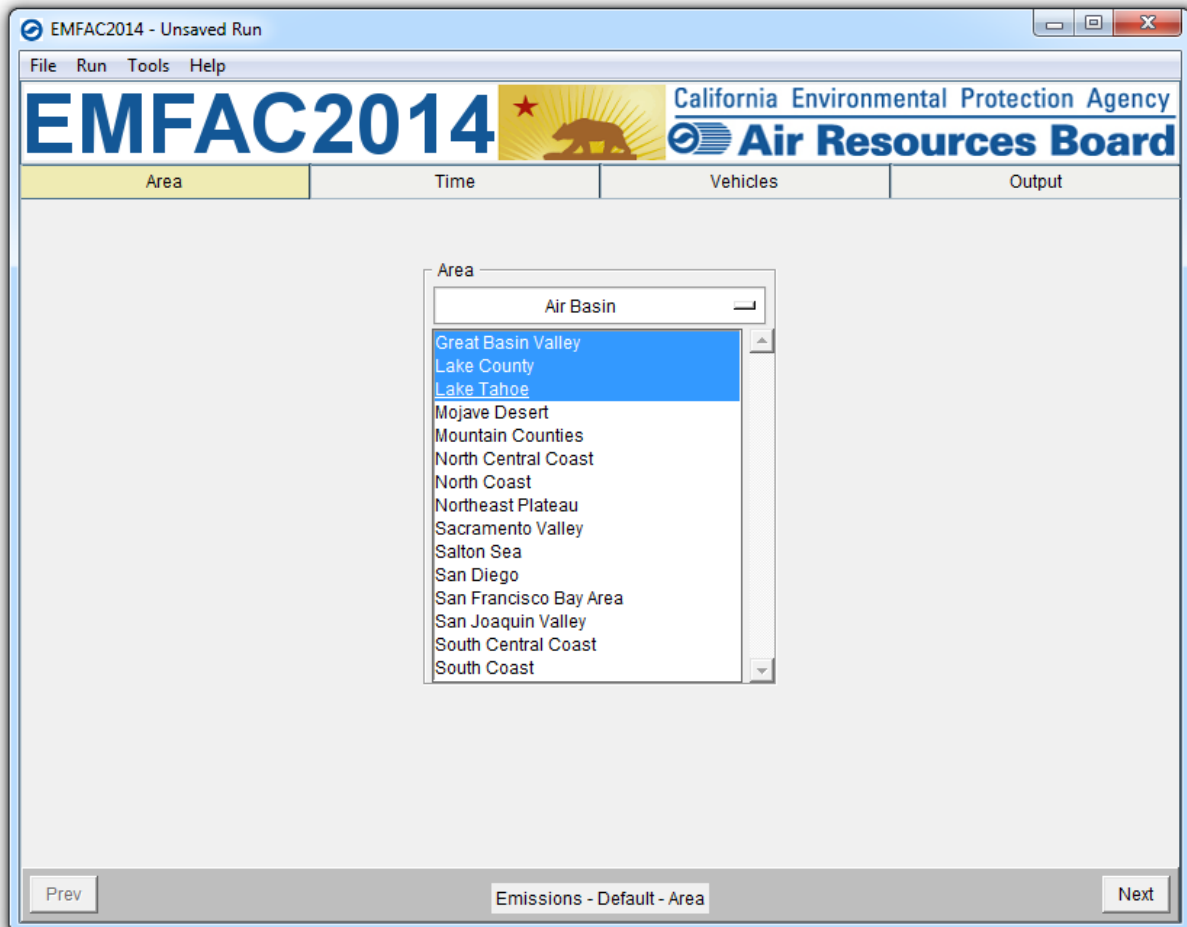 EMFAC2014 - Unsaved Run
File Run Tools Help
EMFAC2014
California Environmental Protection Agency
Air Resources Board
Area Time Vehicles Output
Area
Air Basin
Great Basin Valley
Lake County
Lake Tahoe
Mojave Desert
Mountain Counties
North Central Coast
North Coast
Northeast Plateau
Sacramento Valley
Salton Sea
San Diego
San Francisco Bay Area
San Joaquin Valley
South Central Coast
South Coast
Prev Emissions - Default - Area Next